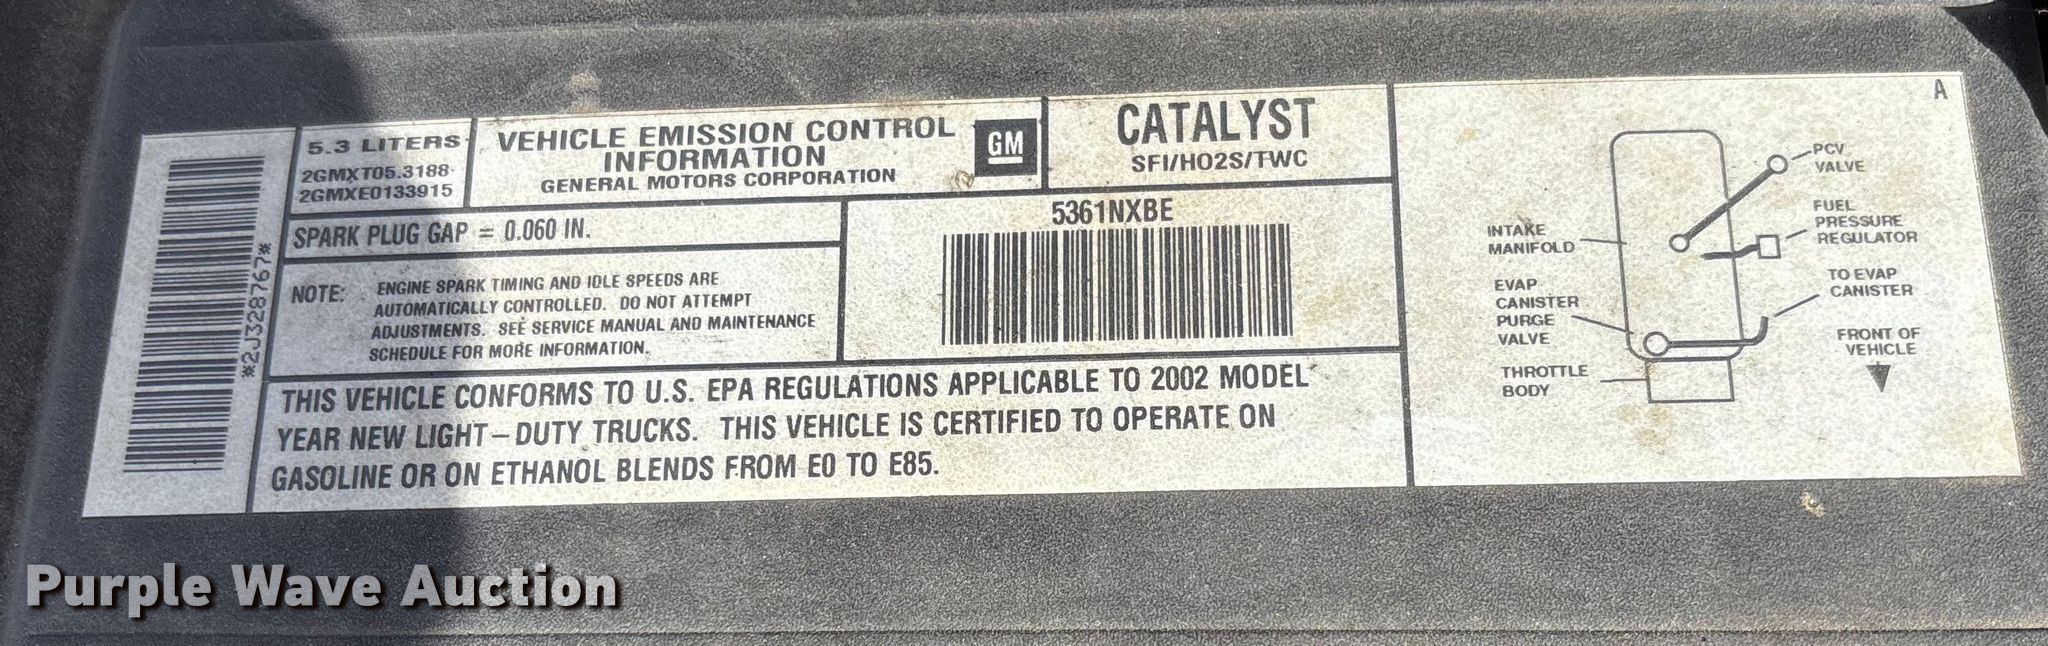 *2J328767*
5.3 LITERS
2GMXT05.3188
2GMXE0133915
VEHICLE EMISSION CONTROL
INFORMATION
GENERAL MOTORS CORPORATION
GM
CATALYST
SFI/HO2S/TWC
SPARK PLUG GAP = 0.060 IN.
NOTE: ENGINE SPARK TIMING AND IDLE SPEEDS ARE
AUTOMATICALLY CONTROLLED. DO NOT ATTEMPT
ADJUSTMENTS. SEE SERVICE MANUAL AND MAINTENANCE
SCHEDULE FOR MORE INFORMATION.
5361NXBE
THIS VEHICLE CONFORMS TO U.S. EPA REGULATIONS APPLICABLE TO 2002 MODEL
YEAR NEW LIGHT-DUTY TRUCKS. THIS VEHICLE IS CERTIFIED TO OPERATE ON
GASOLINE OR ON ETHANOL BLENDS FROM E0 TO E85.
A
PCV
VALVE
FUEL
PRESSURE
REGULATOR
INTAKE
MANIFOLD
TO EVAP
CANISTER
EVAP
CANISTER
PURGE
VALVE
FRONT OF
VEHICLE
THROTTLE
BODY
Purple Wave Auction